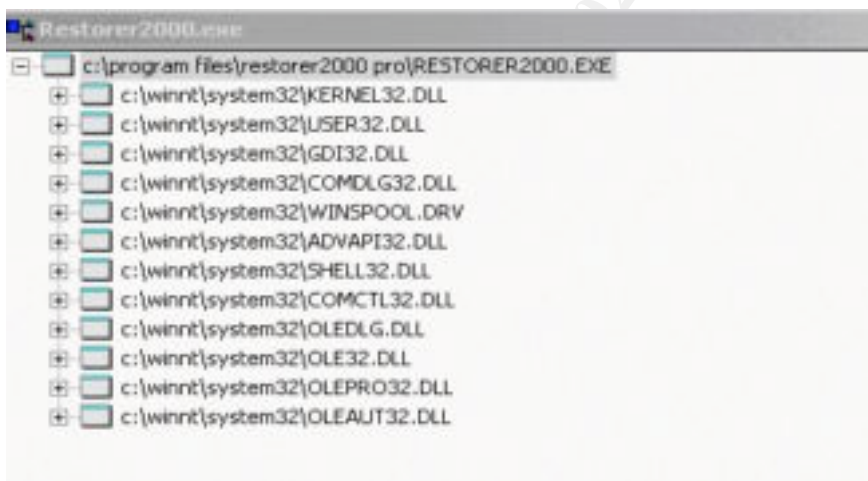 Restorer2000.exe
c:\program files\restorer2000 pro\RESTORER2000.EXE
c:\winnt\system32\KERNEL32.DLL
c:\winnt\system32\USER32.DLL
c:\winnt\system32\GDI32.DLL
c:\winnt\system32\COMDLG32.DLL
c:\winnt\system32\WINSPOOL.DRV
c:\winnt\system32\ADVAPI32.DLL
c:\winnt\system32\SHELL32.DLL
c:\winnt\system32\COMCTL32.DLL
c:\winnt\system32\OLEDLG.DLL
c:\winnt\system32\OLE32.DLL
c:\winnt\system32\OLEPRO32.DLL
c:\winnt\system32\OLEAUT32.DLL